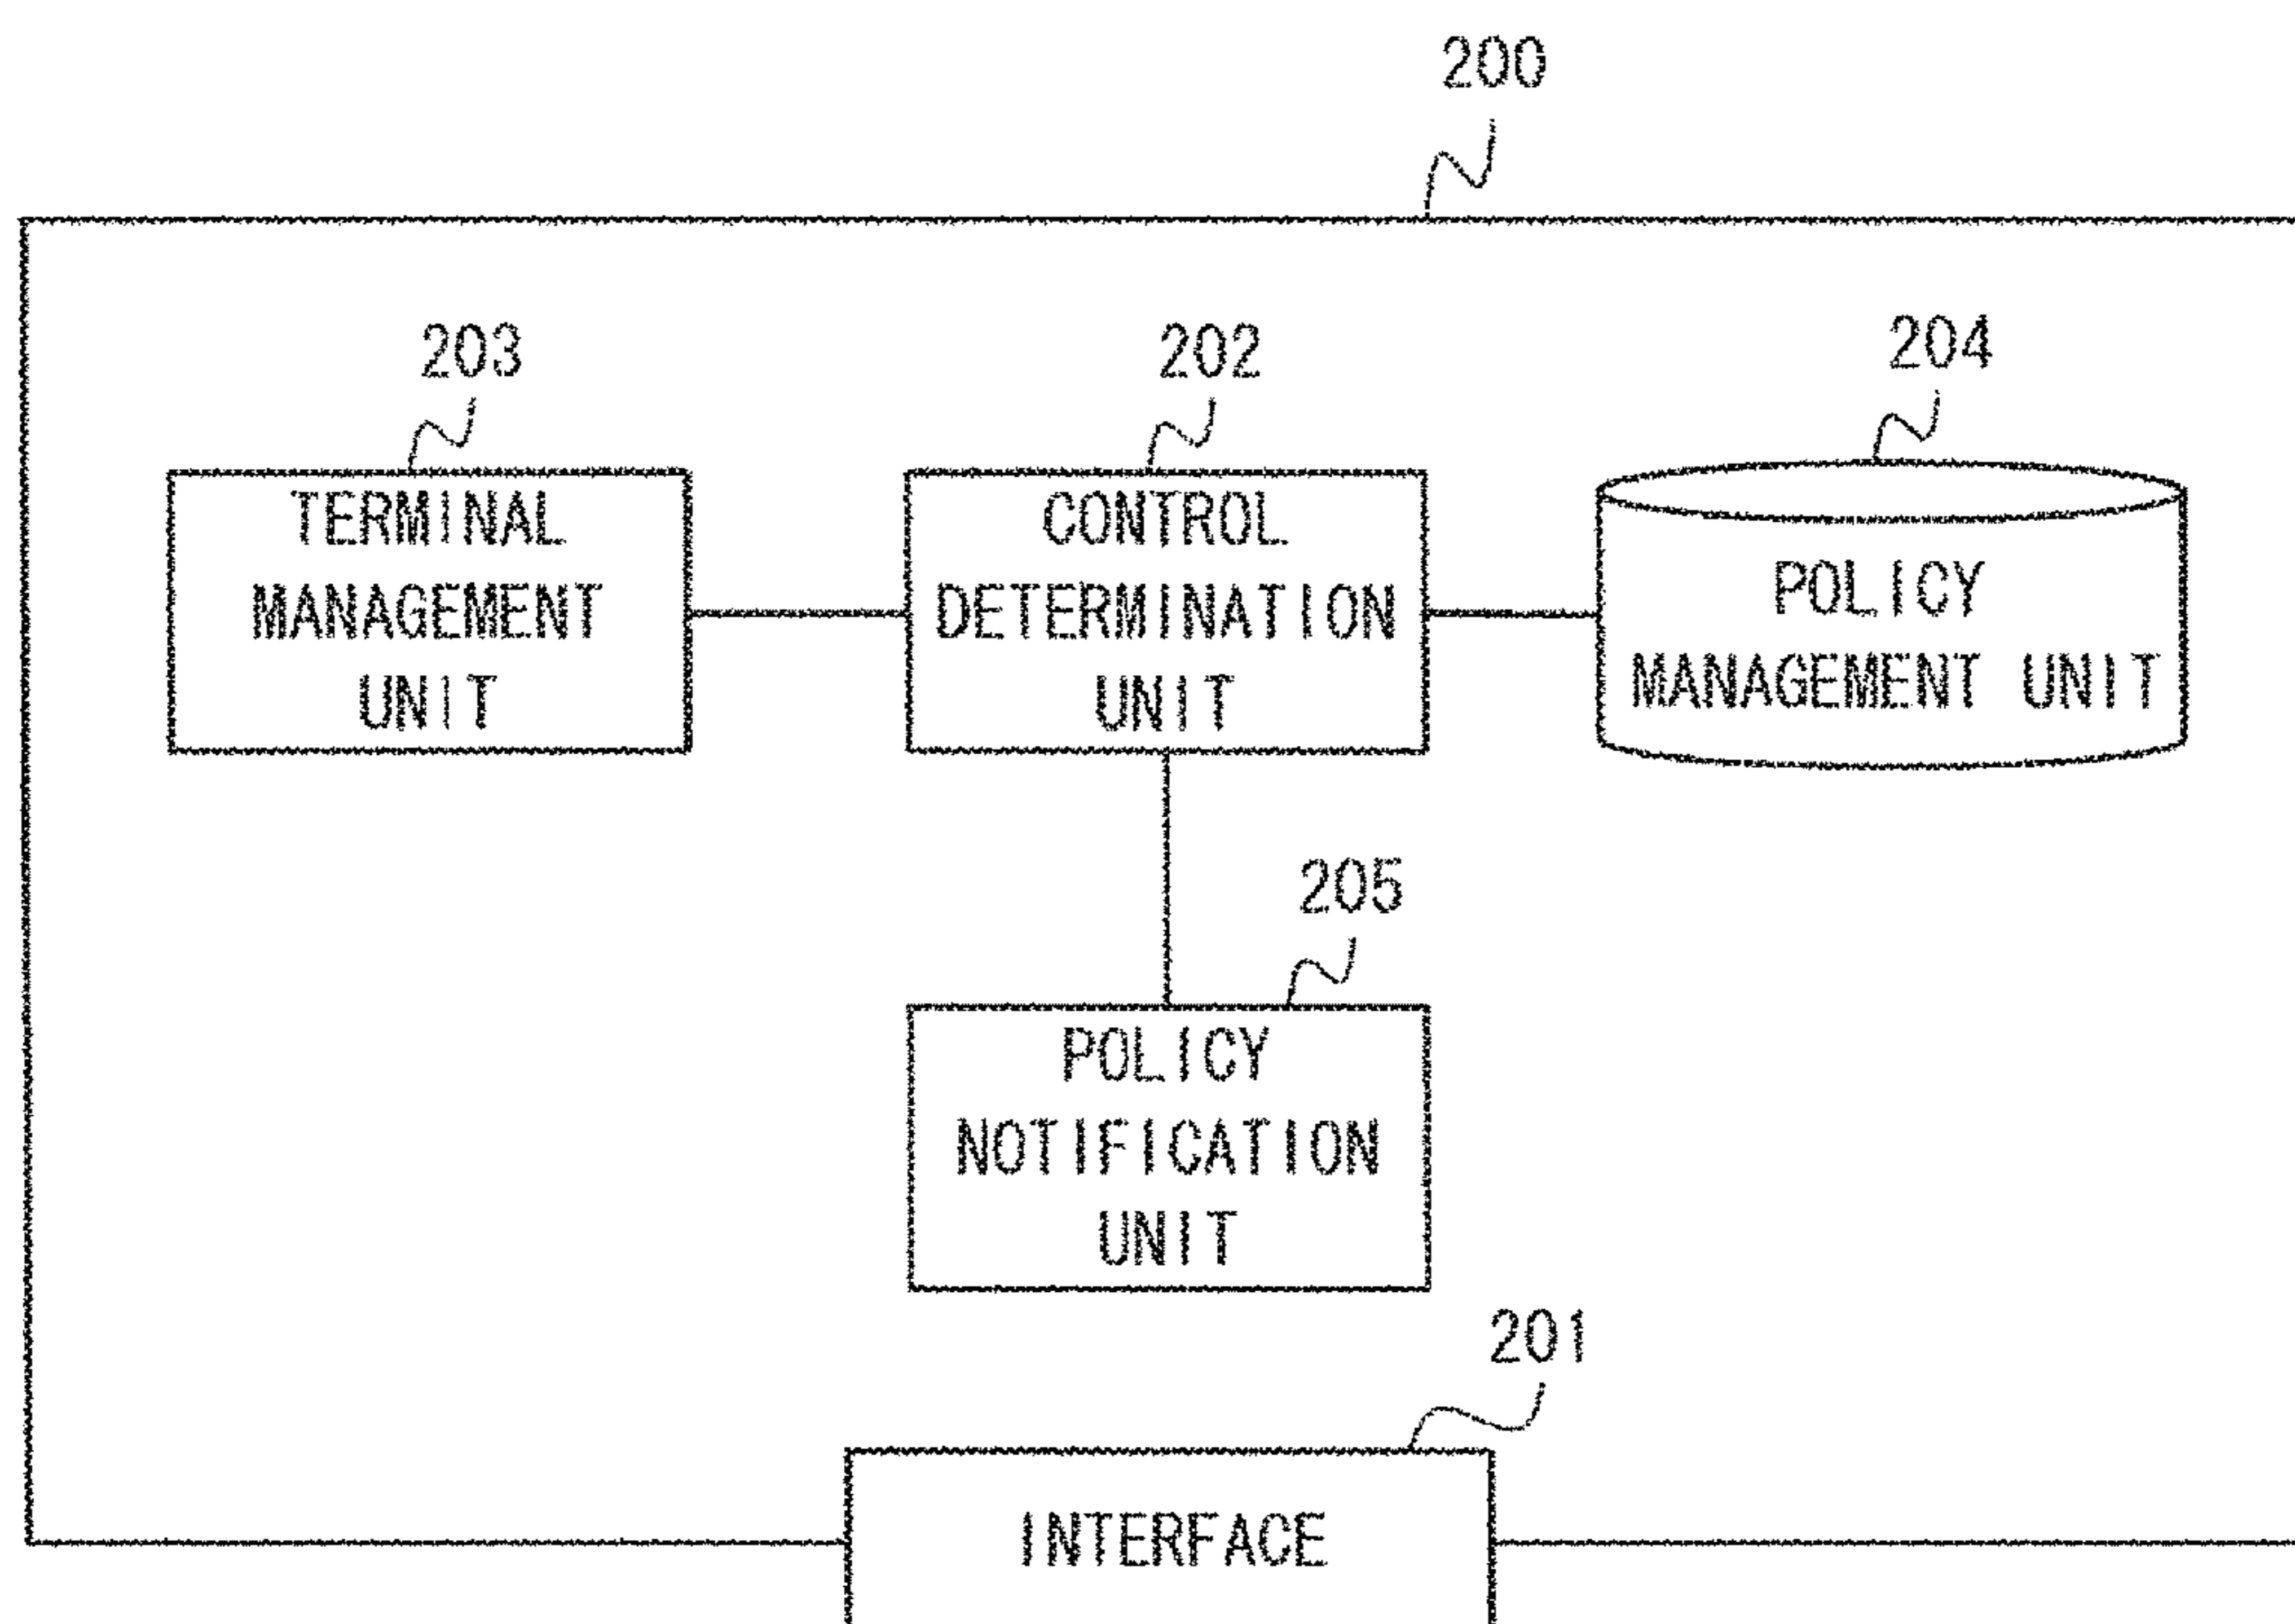 200
203
TERMINAL
MANAGEMENT
UNIT
202
CONTROL
DETERMINATION
UNIT
204
POLICY
MANAGEMENT UNIT
205
POLICY
NOTIFICATION
UNIT
201
INTERFACE